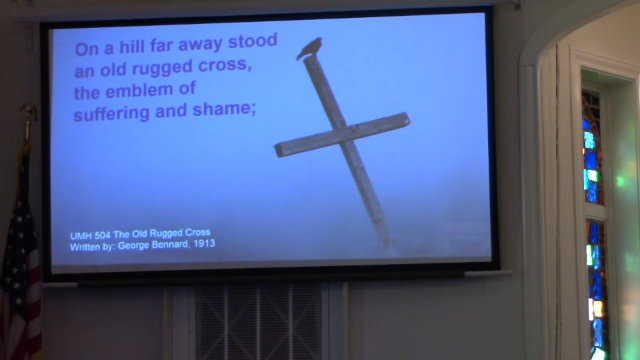 On a hill far away stood
an old rugged cross,
the emblem of
suffering and shame;
UMH 504 The Old Rugged Cross
Written by: George Bennard, 1913